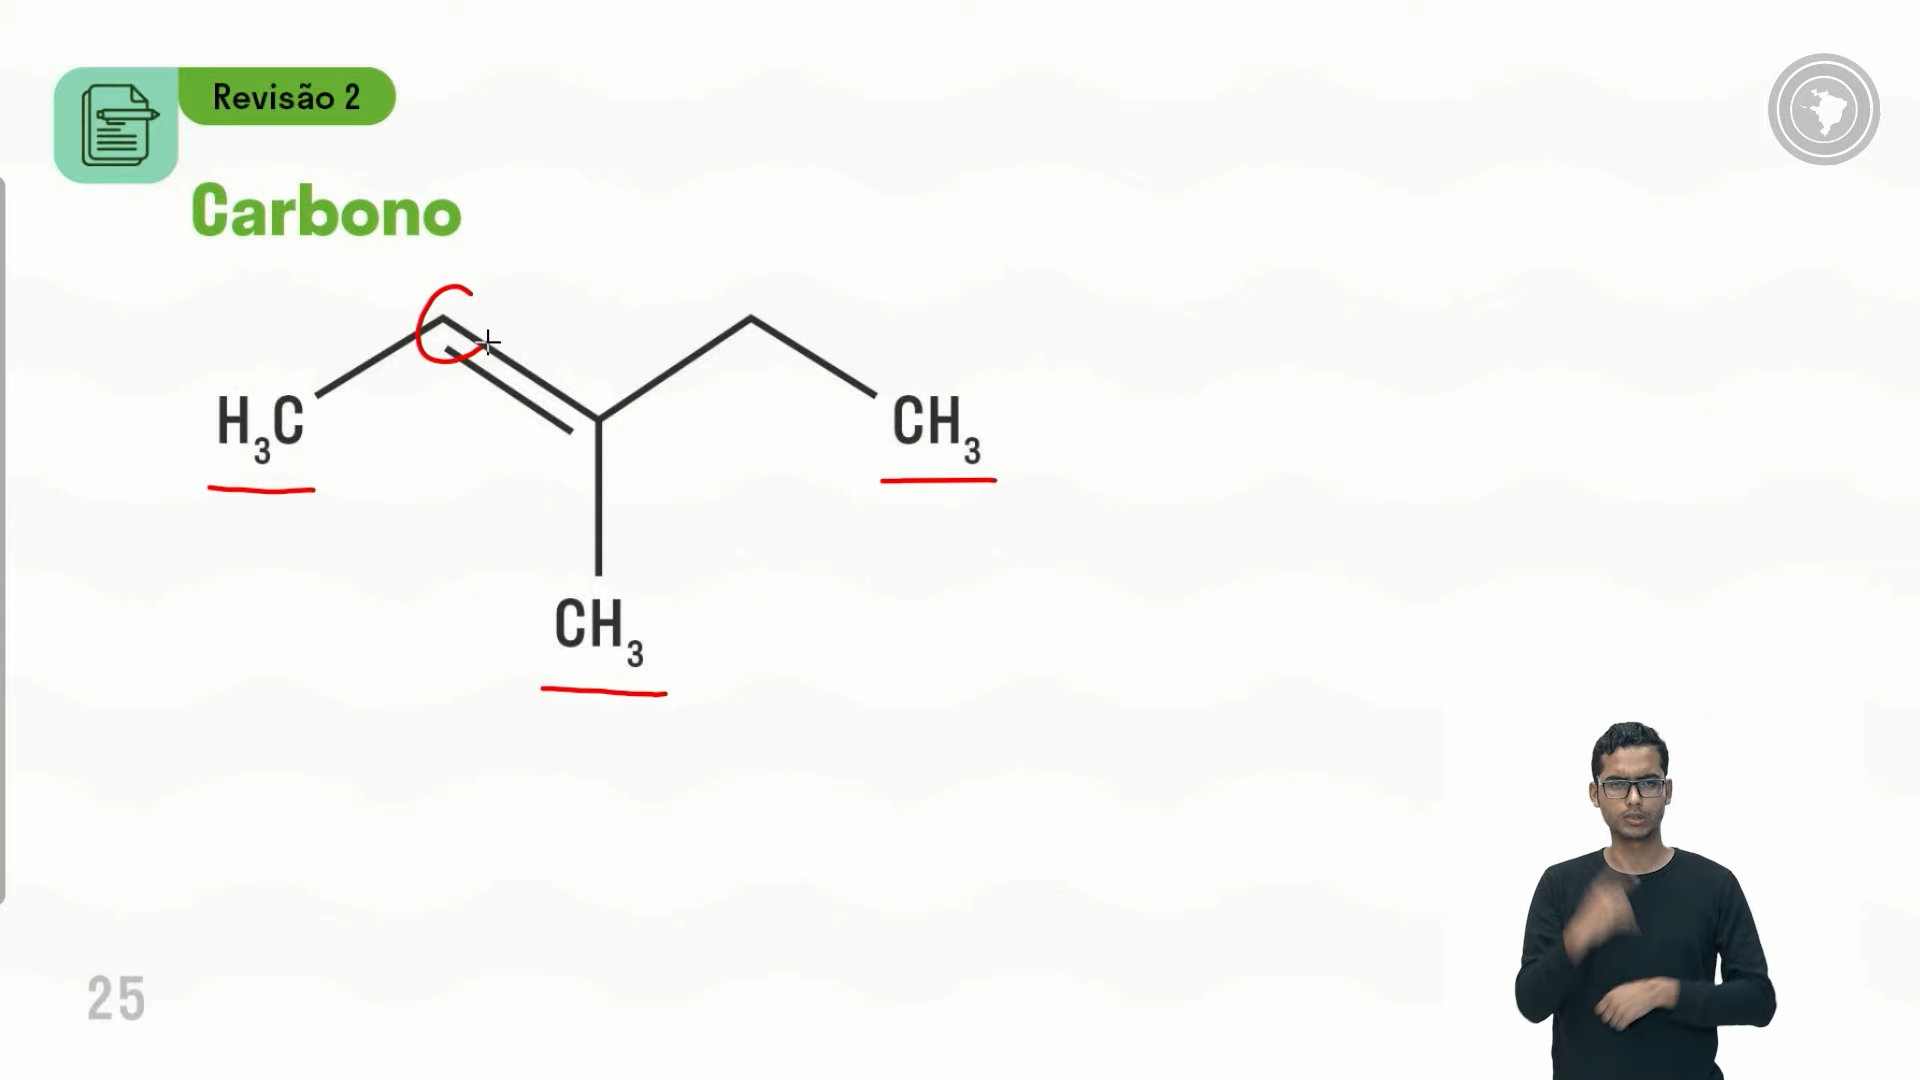 Revisão 2
Carbono
H₃C
CH₃
CH₃
25